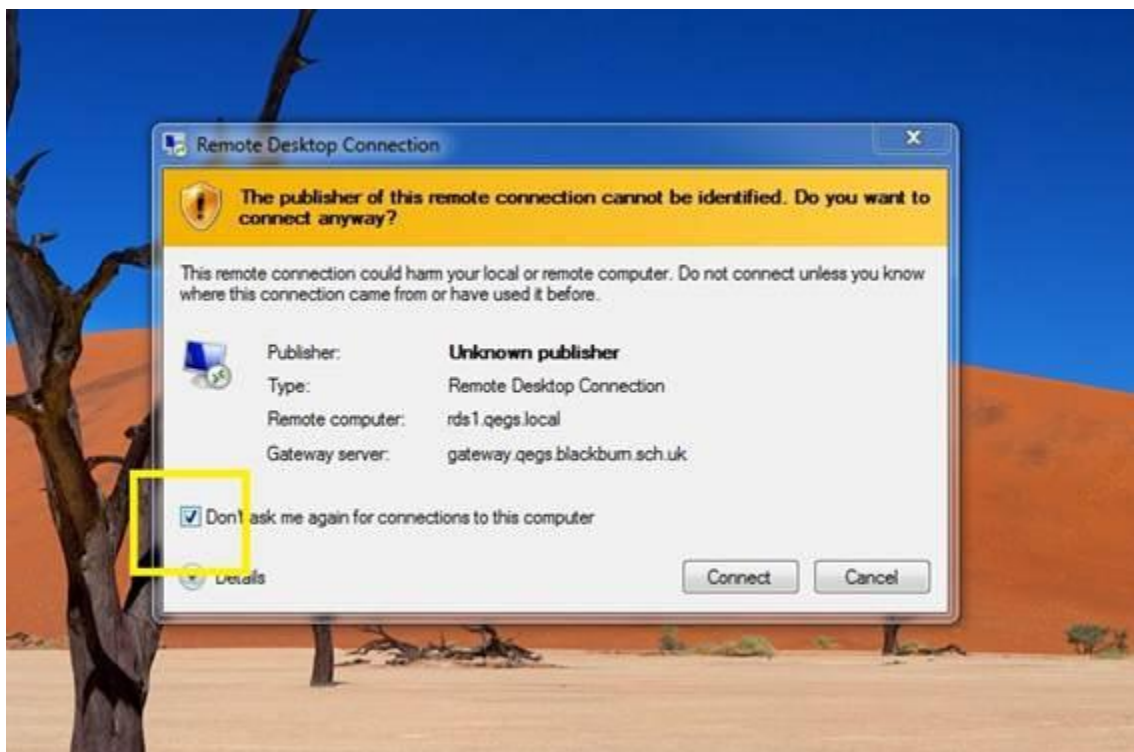 Remote Desktop Connection
The publisher of this remote connection cannot be identified. Do you want to
connect anyway?
This remote connection could harm your local or remote computer. Do not connect unless you know
where this connection came from or have used it before.
Publisher: Unknown publisher
Type: Remote Desktop Connection
Remote computer: rds1.qegs.local
Gateway server: gateway.qegs.blackburn.sch.uk
Don't ask me again for connections to this computer
Details Connect Cancel